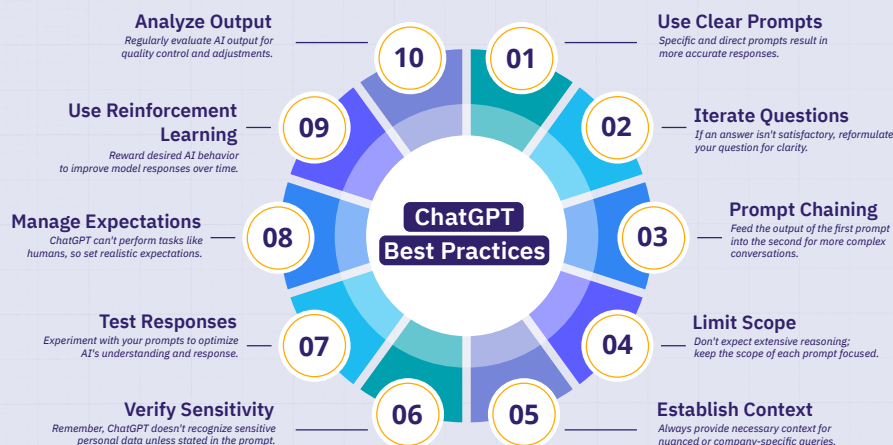 ChatGPT
Best Practices
01
Use Clear Prompts
Specific and direct prompts result in
more accurate responses.
02
Iterate Questions
If an answer isn't satisfactory, reformulate
your question for clarity.
03
Prompt Chaining
Feed the output of the first prompt
into the second for more complex
conversations.
04
Limit Scope
Don't expect extensive reasoning;
keep the scope of each prompt focused.
05
Establish Context
Always provide necessary context for
nuanced or company-specific queries.
06
Verify Sensitivity
Remember, ChatGPT doesn't recognize sensitive
personal data unless stated in the prompt.
07
Test Responses
Experiment with your prompts to optimize
AI's understanding and response.
08
Manage Expectations
ChatGPT can't perform tasks like
humans, so set realistic expectations.
09
Use Reinforcement
Learning
Reward desired AI behavior
to improve model responses over time.
10
Analyze Output
Regularly evaluate AI output for
quality control and adjustments.